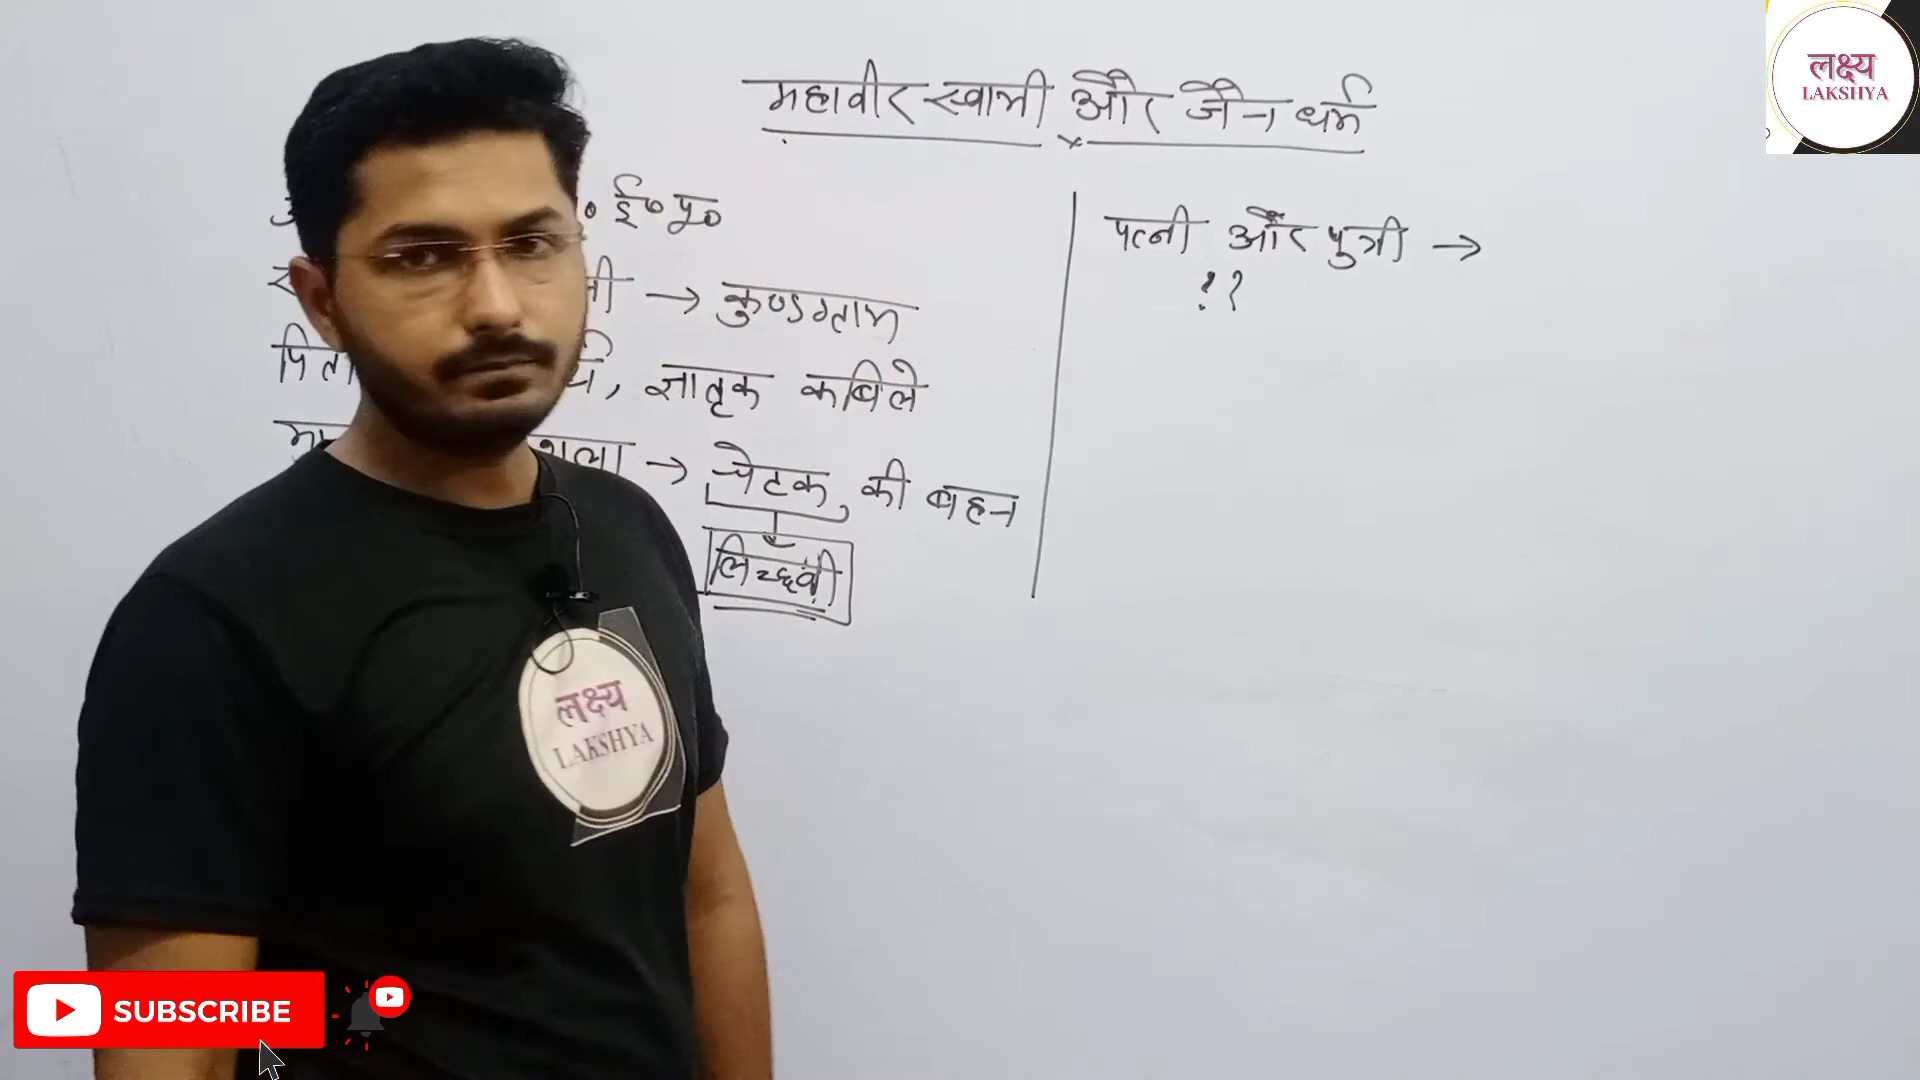 महावीर स्वामी और जैन धर्म
ई० पू०
→ कुण्डग्राम
पिता , ज्ञातृक कबिले
→ चेटक, की बहन
लिच्छवी
पत्नी और पुत्री →
??
लक्ष्य
LAKSHYA
लक्ष्य
LAKSHYA
SUBSCRIBE